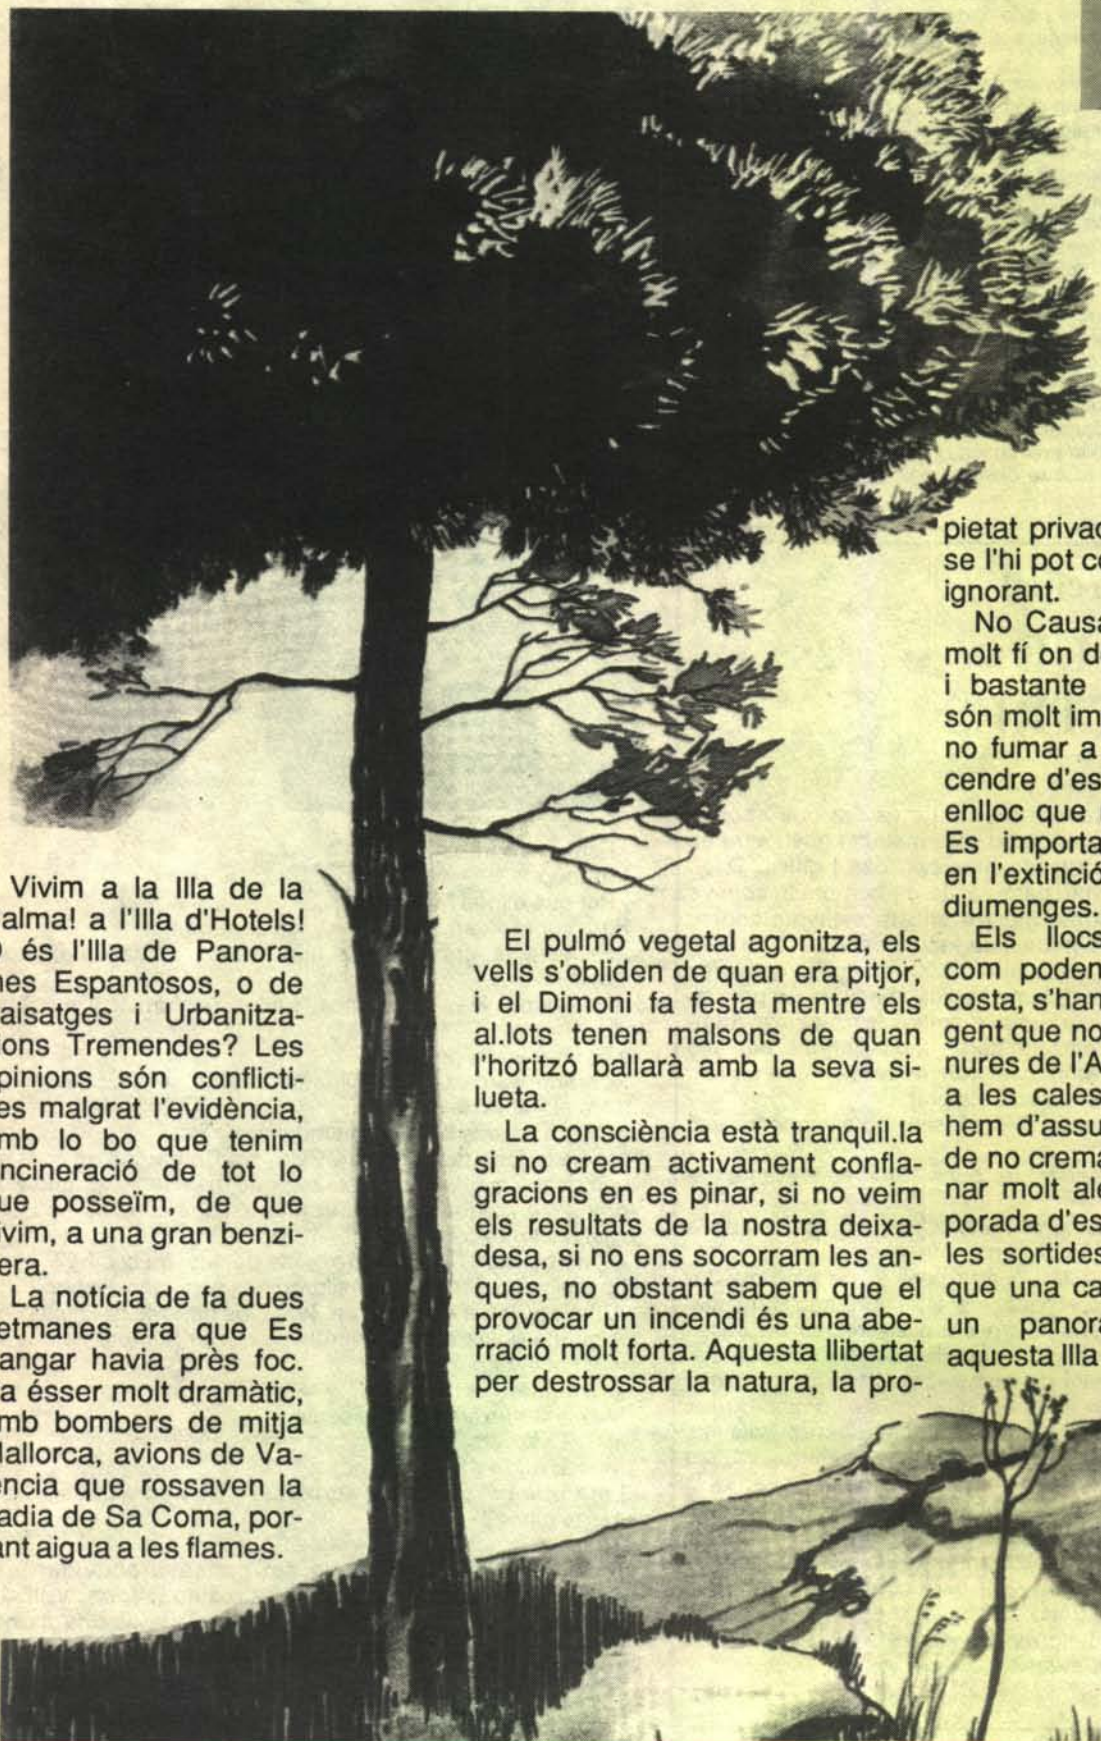 Vivim a la Illa de la
alma! a l'Illa d'Hotels!
és l'Illa de Panora-
es Espantosos, o de
aisatges i Urbanitza-
ions Tremendes? Les
pinions són conflicti-
es malgrat l'evidència,
mb lo bo que tenim
ncineració de tot lo
ue posseïm, de que
ivim, a una gran benzi-
era.
La notícia de fa dues
etmanes era que Es
angar havia près foc.
a ésser molt dramàtic,
mb bombers de mitja
allorca, avions de Va-
encia que rossaven la
adia de Sa Coma, por-
ant aigua a les flames.
El pulmó vegetal agonitza, els
vells s'obliden de quan era pitjor,
i el Dimoni fa festa mentre els
al.lots tenen malsons de quan
l'horitzó ballarà amb la seva si-
lueta.
La consciència està tranquil.la
si no cream activament confla-
gracions en es pinar, si no veim
els resultats de la nostra deixa-
desa, si no ens socorram les an-
ques, no obstant sabem que el
provocar un incendi és una abe-
rració molt forta. Aquesta llibertat
per destrossar la natura, la pro-
pietat privac
se l'hi pot c
ignorant.
No Causa
molt fí on d
i bastante
són molt im
no fumar a
cendre d'es
enlloc que
Es importa
en l'extinció
diumenges.
Els llocs
com poden
costa, s'han
gent que no
nures de l'A
a les cales
hem d'assu
de no crema
nar molt ale
porada d'es
les sortides
que una ca
un panora
aquesta Illa